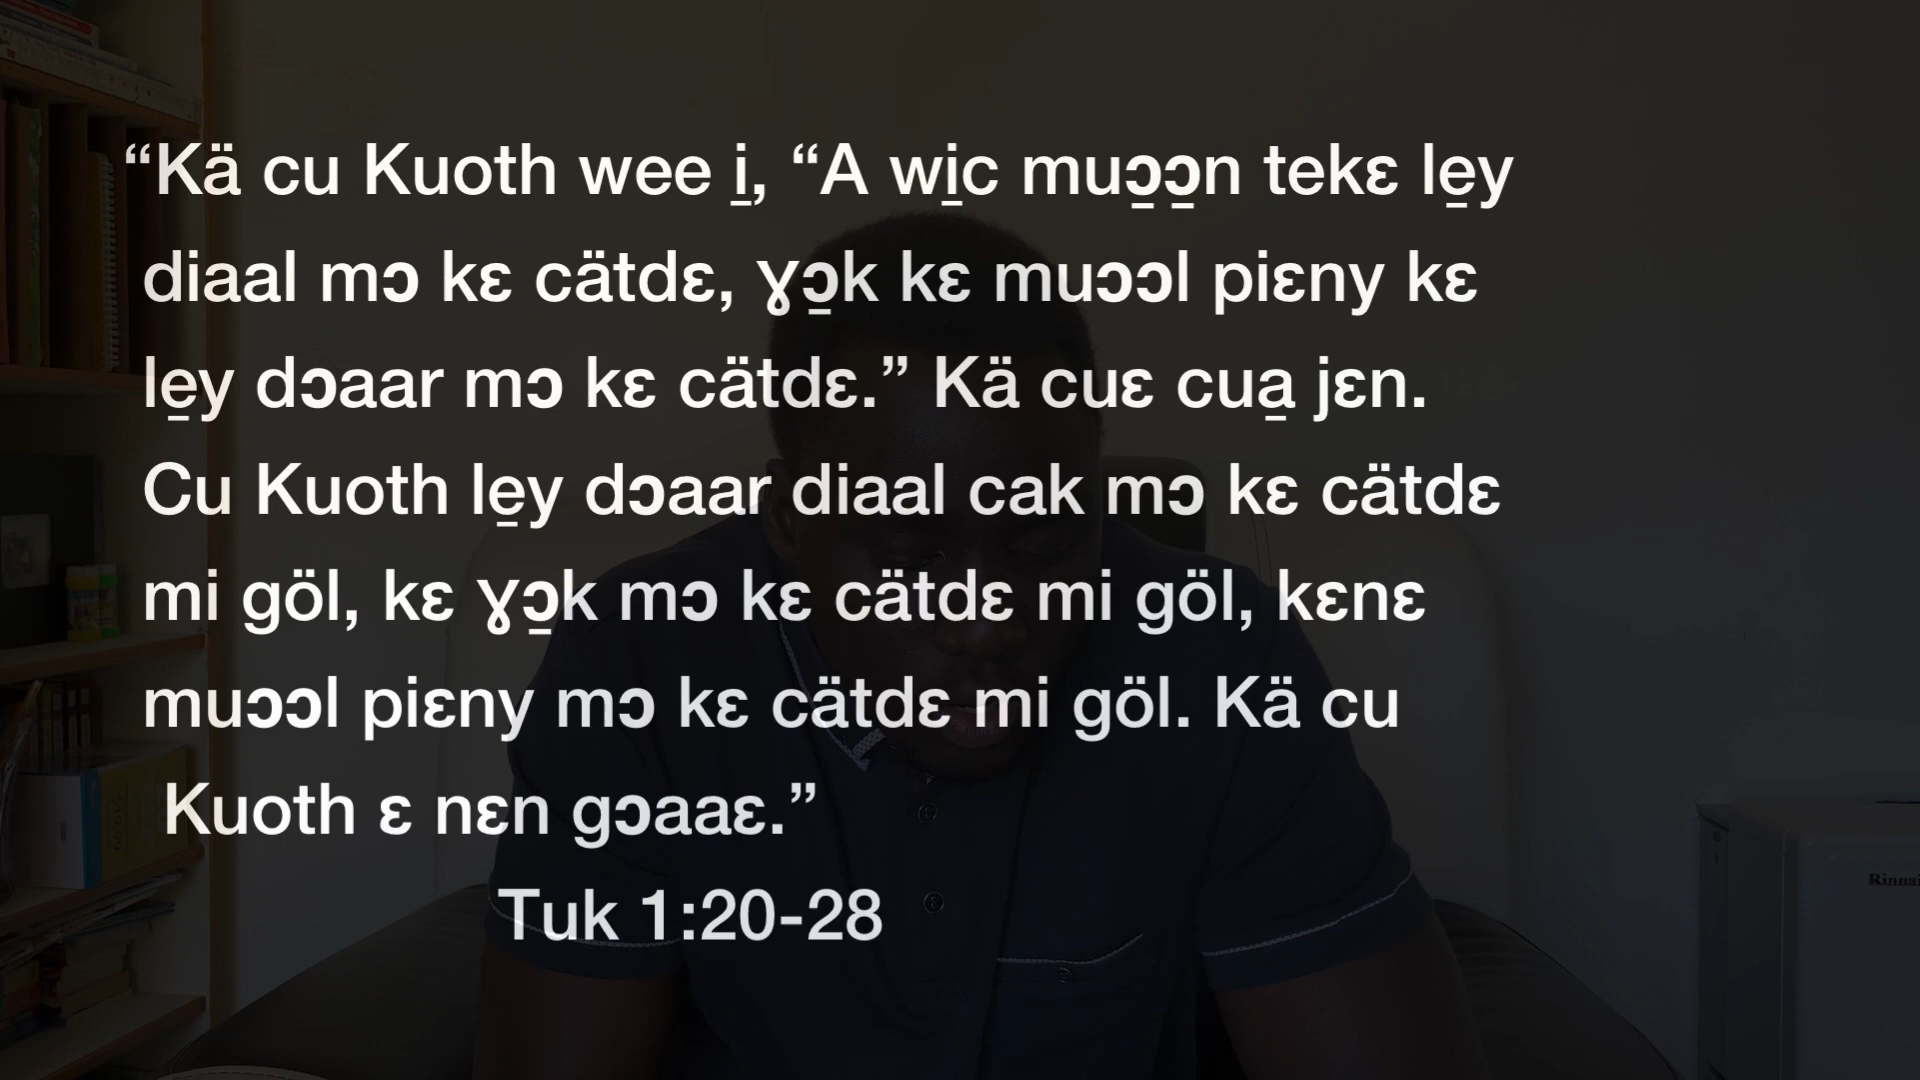 “Kä cu Kuoth wee i̱, “A wi̱c muɔ̱ɔ̱n tekɛ le̱y
diaal mɔ kɛ cätdɛ, ɣɔ̱k kɛ muɔɔl piɛny kɛ
le̱y dɔaar mɔ kɛ cätdɛ.” Kä cuɛ cua̱ jɛn.
Cu Kuoth le̱y dɔaar diaal cak mɔ kɛ cätdɛ
mi göl, kɛ ɣɔ̱k mɔ kɛ cätdɛ mi göl, kɛnɛ
muɔɔl piɛny mɔ kɛ cätdɛ mi göl. Kä cu
Kuoth ɛ nɛn gɔaaɛ.”
Tuk 1:20-28